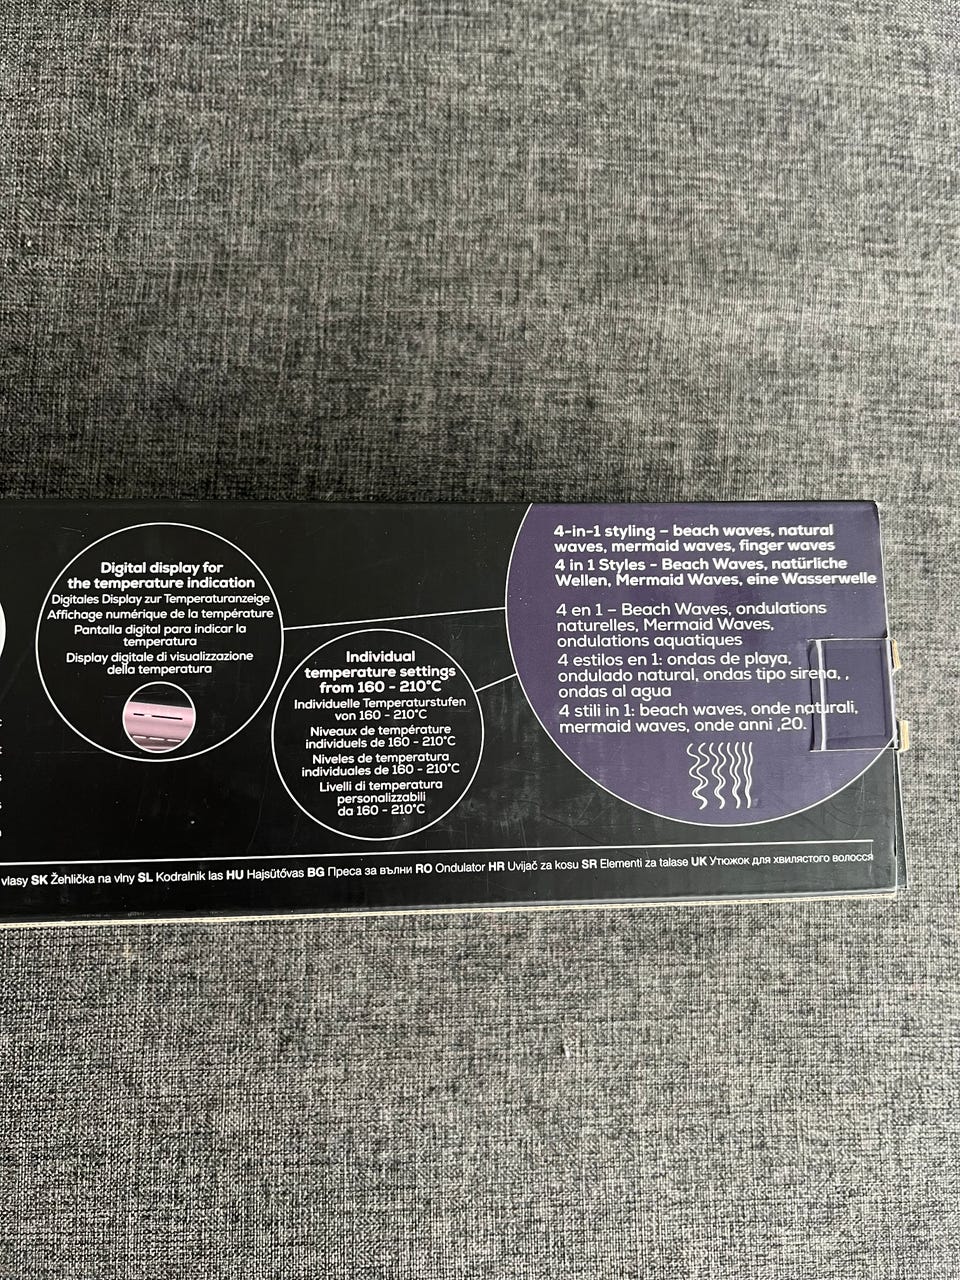 Digital display for
the temperature indication
Digitales Display zur Temperaturanzeige
Affichage numérique de la température
Pantalla digital para indicar la
temperatura
Display digitale di visualizzazione
della temperatura
Individual
temperature settings
from 160 - 210°C
Individuelle Temperaturstufen
von 160 - 210°C
Niveaux de température
individuels de 160 - 210°C
Niveles de temperatura
individuales de 160 - 210°C
Livelli di temperatura
personalizzabili
da 160 - 210°C
4-in-1 styling – beach waves, natural
waves, mermaid waves, finger waves
4 in 1 Styles - Beach Waves, natürliche
Wellen, Mermaid Waves, eine Wasserwelle
4 en 1 – Beach Waves, ondulations
naturelles, Mermaid Waves,
ondulations aquatiques
4 estilos en 1: ondas de playa,
ondulado natural, ondas tipo sirena, ,
ondas al agua
4 stili in 1: beach waves, onde naturali,
mermaid waves, onde anni ,20.
vlasy SK Žehlička na vlny SL Kodralnik las HU Hajsütővas BG Преса за вълни RO Ondulator HR Uvijač za kosu SR Elementi za talase UK Утюжок для хвилястого волосся